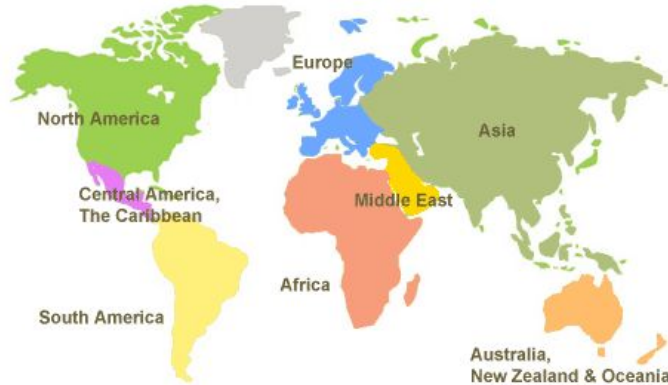 Europe
North America
Asia
Central America,
The Caribbean
Middle East
Africa
South America
Australia,
New Zealand & Oceania